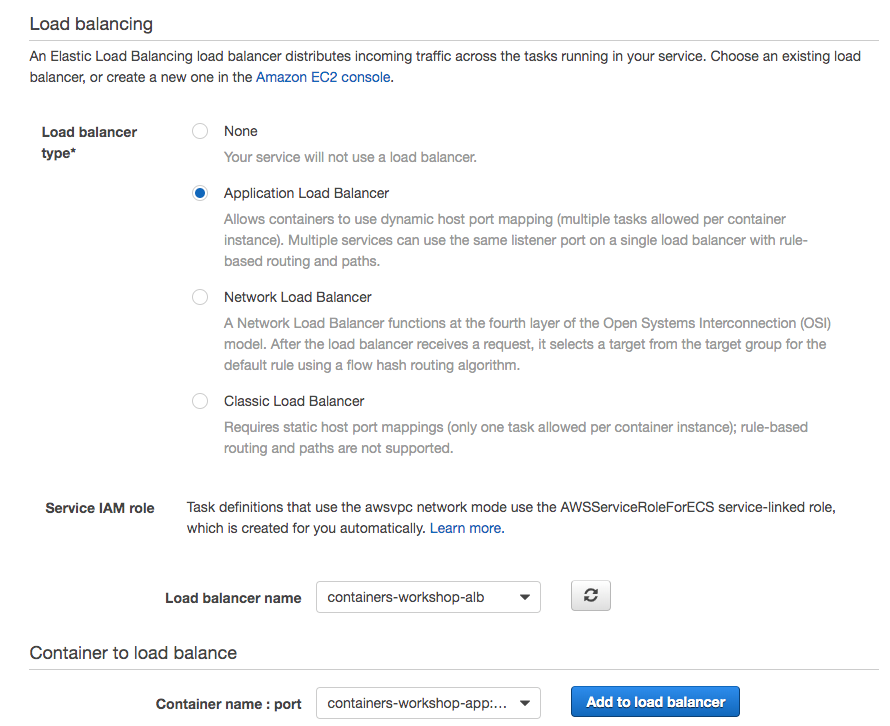 Load balancing
An Elastic Load Balancing load balancer distributes incoming traffic across the tasks running in your service. Choose an existing load
balancer, or create a new one in the Amazon EC2 console.
Load balancer
type*
None
Your service will not use a load balancer.
Application Load Balancer
Allows containers to use dynamic host port mapping (multiple tasks allowed per container
instance). Multiple services can use the same listener port on a single load balancer with rule-
based routing and paths.
Network Load Balancer
A Network Load Balancer functions at the fourth layer of the Open Systems Interconnection (OSI)
model. After the load balancer receives a request, it selects a target from the target group for the
default rule using a flow hash routing algorithm.
Classic Load Balancer
Requires static host port mappings (only one task allowed per container instance); rule-based
routing and paths are not supported.
Service IAM role
Task definitions that use the awsvpc network mode use the AWSServiceRoleForECS service-linked role,
which is created for you automatically. Learn more.
Load balancer name
containers-workshop-alb
Container to load balance
Container name : port
containers-workshop-app:...
Add to load balancer